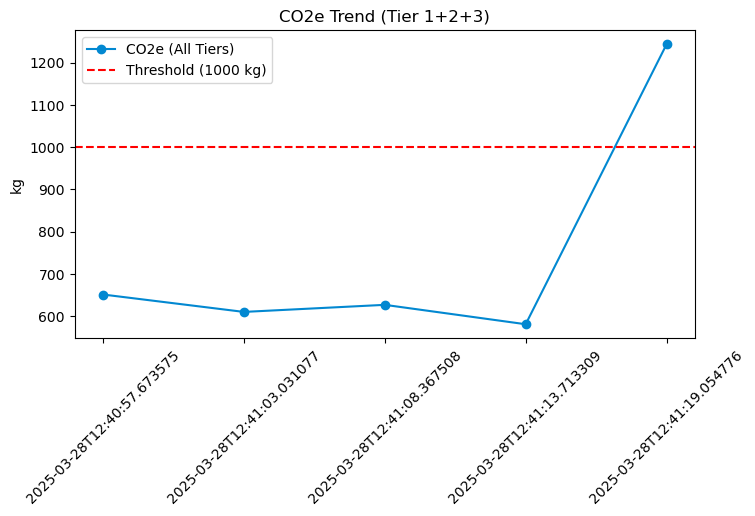 CO2e Trend (Tier 1+2+3)
CO2e (All Tiers)
Threshold (1000 kg)
1200
1100
1000
900
800
700
600
kg
2025-03-28T12:40:57.673575
2025-03-28T12:41:03.031077
2025-03-28T12:41:08.367508
2025-03-28T12:41:13.713309
2025-03-28T12:41:19.054776